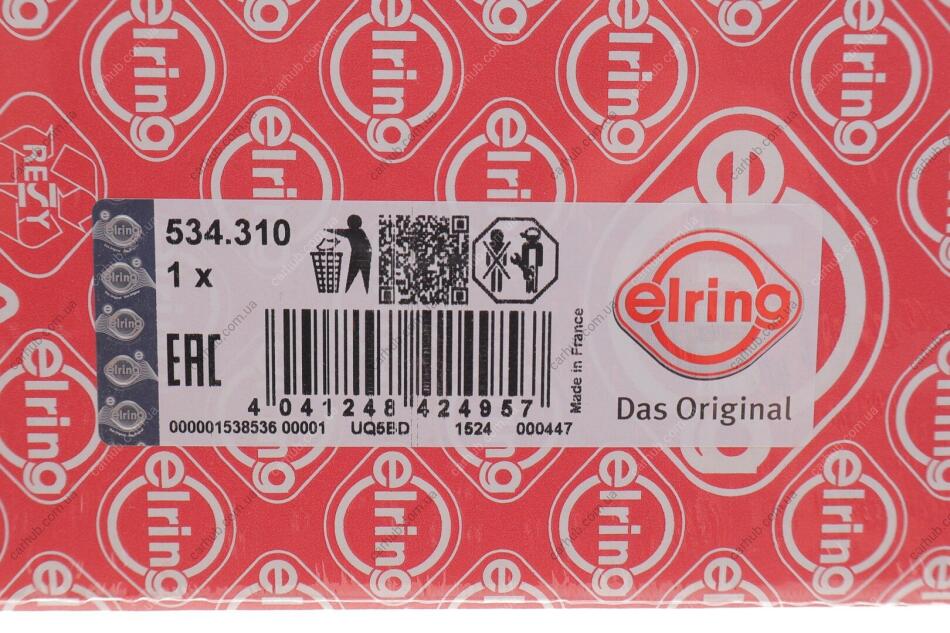 534.310
1 x
EAC
4 041248 424957
000001538536 00001 UQ5BD 1524 000447
Made in France
elring
Das Original
RESY
elring
carhub.com.ua